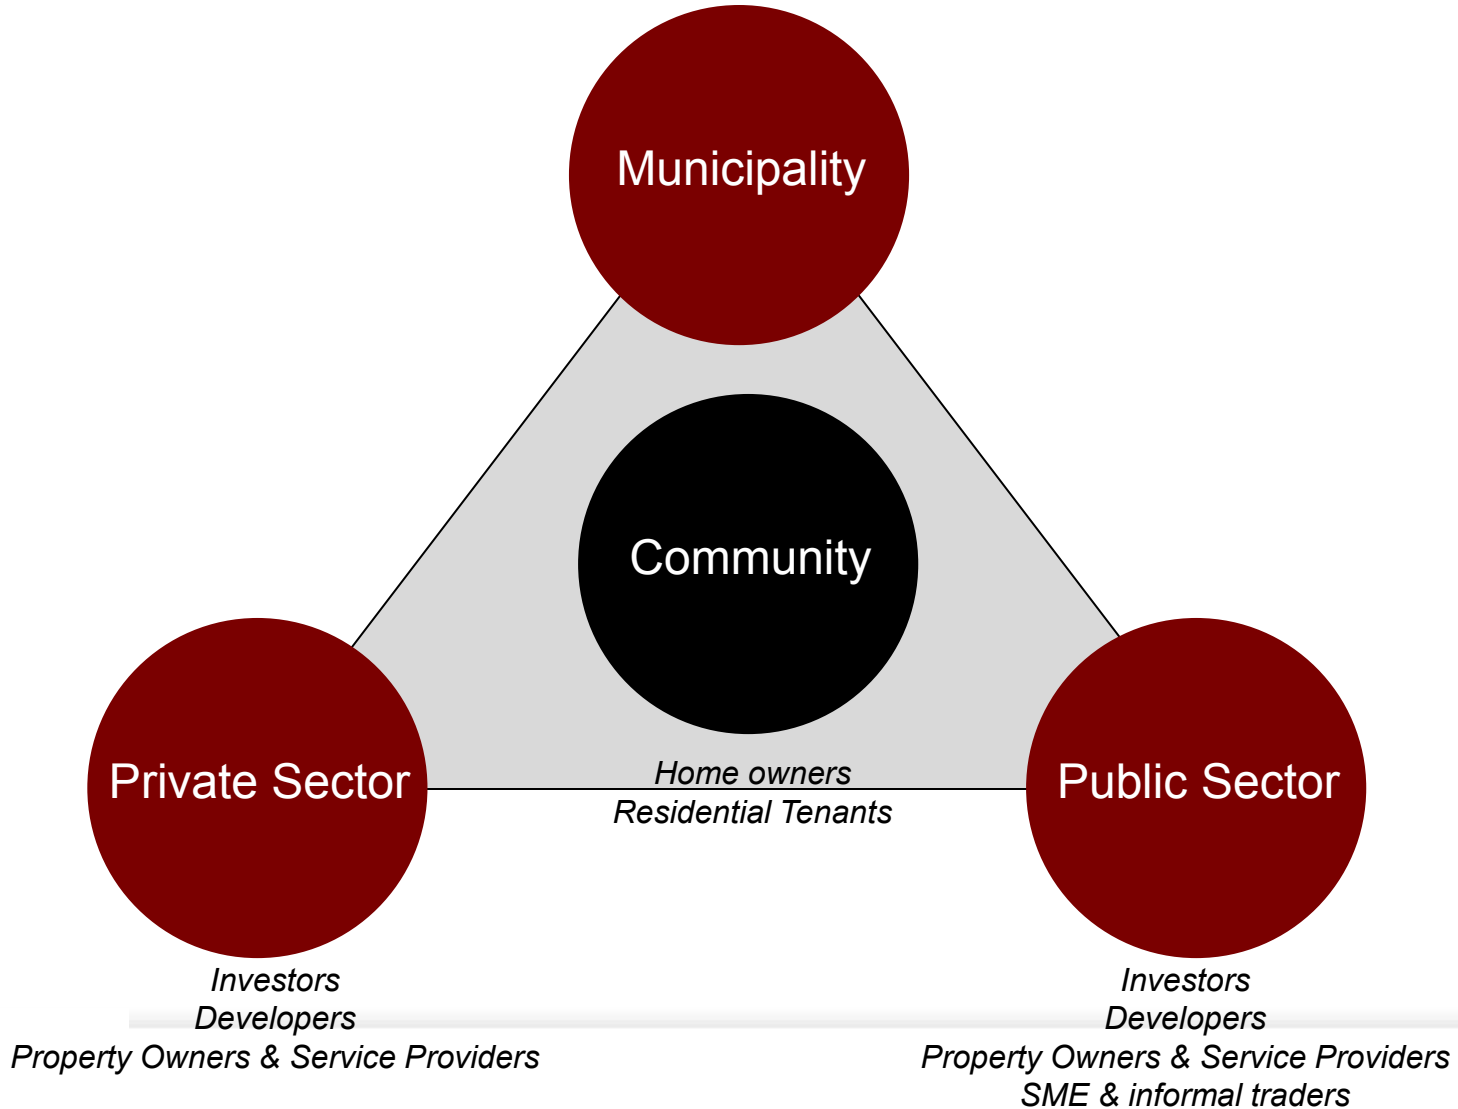 Municipality
Community
Home owners
Residential Tenants
Private Sector
Investors
Developers
Property Owners & Service Providers
Public Sector
Investors
Developers
Property Owners & Service Providers
SME & informal traders